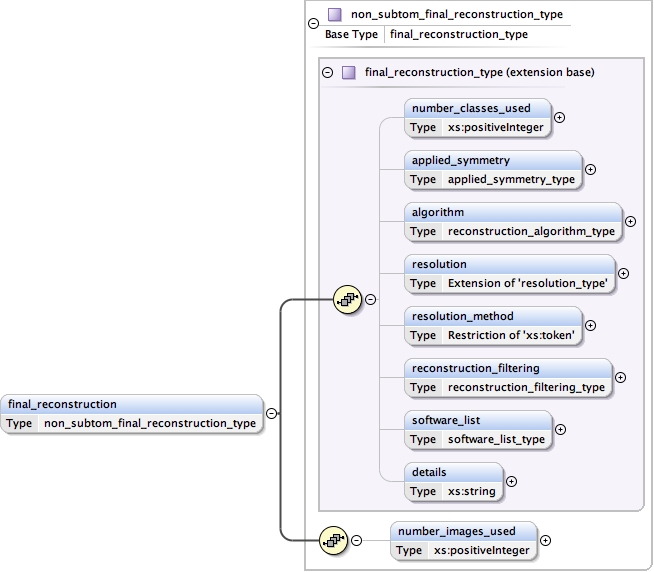 non_subtom_final_reconstruction_type
Base Type final_reconstruction_type
final_reconstruction_type (extension base)
number_classes_used
Type xs:positiveInteger
applied_symmetry
Type applied_symmetry_type
algorithm
Type reconstruction_algorithm_type
resolution
Type Extension of 'resolution_type'
resolution_method
Type Restriction of 'xs:token'
reconstruction_filtering
Type reconstruction_filtering_type
final_reconstruction
Type non_subtom_final_reconstruction_type
software_list
Type software_list_type
details
Type xs:string
number_images_used
Type xs:positiveInteger